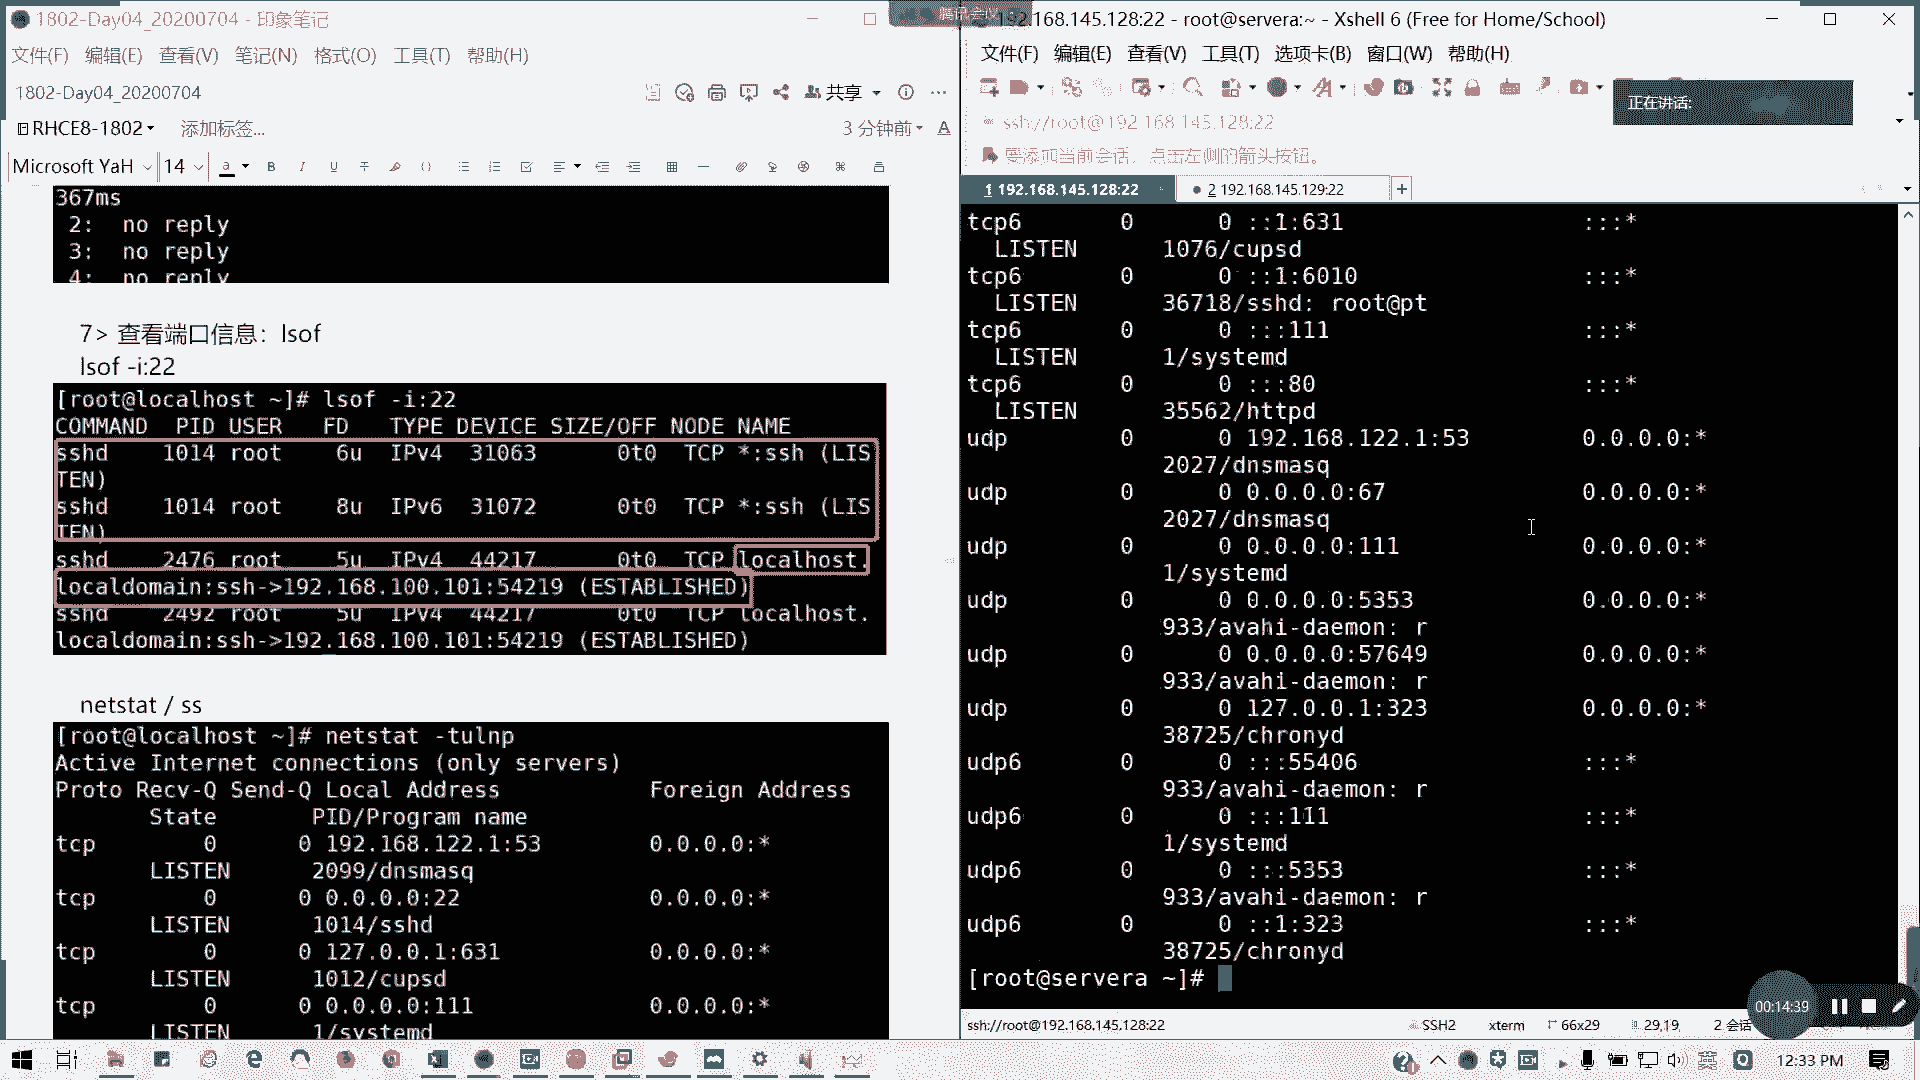 1802-Day04_20200704 - 印象笔记
文件(F) 编辑(E) 查看(V) 笔记(N) 格式(O) 工具(T) 帮助(H)
1802-Day04_20200704
共享
RHCE8-1802
添加标签...
3 分钟前
Microsoft YaH
14
367ms
2: no reply
3: no reply
4: no reply
7> 查看端口信息：lsof
lsof -i:22
[root@localhost ~]# lsof -i:22
COMMAND PID USER FD TYPE DEVICE SIZE/OFF NODE NAME
sshd 1014 root 6u IPv4 31063 0t0 TCP *:ssh (LIS
TEN)
sshd 1014 root 8u IPv6 31072 0t0 TCP *:ssh (LIS
TEN)
sshd 2476 root 5u IPv4 44217 0t0 TCP localhost.
localdomain:ssh->192.168.100.101:54219 (ESTABLISHED)
sshd 2492 root 5u IPv4 44217 0t0 TCP localhost.
localdomain:ssh->192.168.100.101:54219 (ESTABLISHED)
netstat / ss
[root@localhost ~]# netstat -tulnp
Active Internet connections (only servers)
Proto Recv-Q Send-Q Local Address Foreign Address
State PID/Program name
tcp 0 0 192.168.122.1:53 0.0.0.0:*
LISTEN 2099/dnsmasq
tcp 0 0 0.0.0.0:22 0.0.0.0:*
LISTEN 1014/sshd
tcp 0 0 127.0.0.1:631 0.0.0.0:*
LISTEN 1012/cupsd
tcp 0 0 0.0.0.0:111 0.0.0.0:*
LISTEN 1/systemd
腾讯会议
192.168.145.128:22 - root@servera:~ - Xshell 6 (Free for Home/School)
文件(F) 编辑(E) 查看(V) 工具(T) 选项卡(B) 窗口(W) 帮助(H)
正在讲话:
ssh://root@192.168.145.128:22
要添加当前会话，点击左侧的箭头按钮。
1 192.168.145.128:22
2 192.168.145.129:22
tcp6 0 0 ::1:631 :::*
LISTEN 1076/cupsd
tcp6 0 0 ::1:6010 :::*
LISTEN 36718/sshd: root@pt
tcp6 0 0 :::111 :::*
LISTEN 1/systemd
tcp6 0 0 :::80 :::*
LISTEN 35562/httpd
udp 0 0 192.168.122.1:53 0.0.0.0:*
2027/dnsmasq
udp 0 0 0.0.0.0:67 0.0.0.0:*
2027/dnsmasq
udp 0 0 0.0.0.0:111 0.0.0.0:*
1/systemd
udp 0 0 0.0.0.0:5353 0.0.0.0:*
933/avahi-daemon: r
udp 0 0 0.0.0.0:57649 0.0.0.0:*
933/avahi-daemon: r
udp 0 0 127.0.0.1:323 0.0.0.0:*
38725/chronyd
udp6 0 0 :::55406 :::*
933/avahi-daemon: r
udp6 0 0 :::111 :::*
1/systemd
udp6 0 0 :::5353 :::*
933/avahi-daemon: r
udp6 0 0 ::1:323 :::*
38725/chronyd
[root@servera ~]#
00:14:39
ssh://root@192.168.145.128:22
SSH2
xterm
66x29
29,19
2 会话
英
12:33 PM